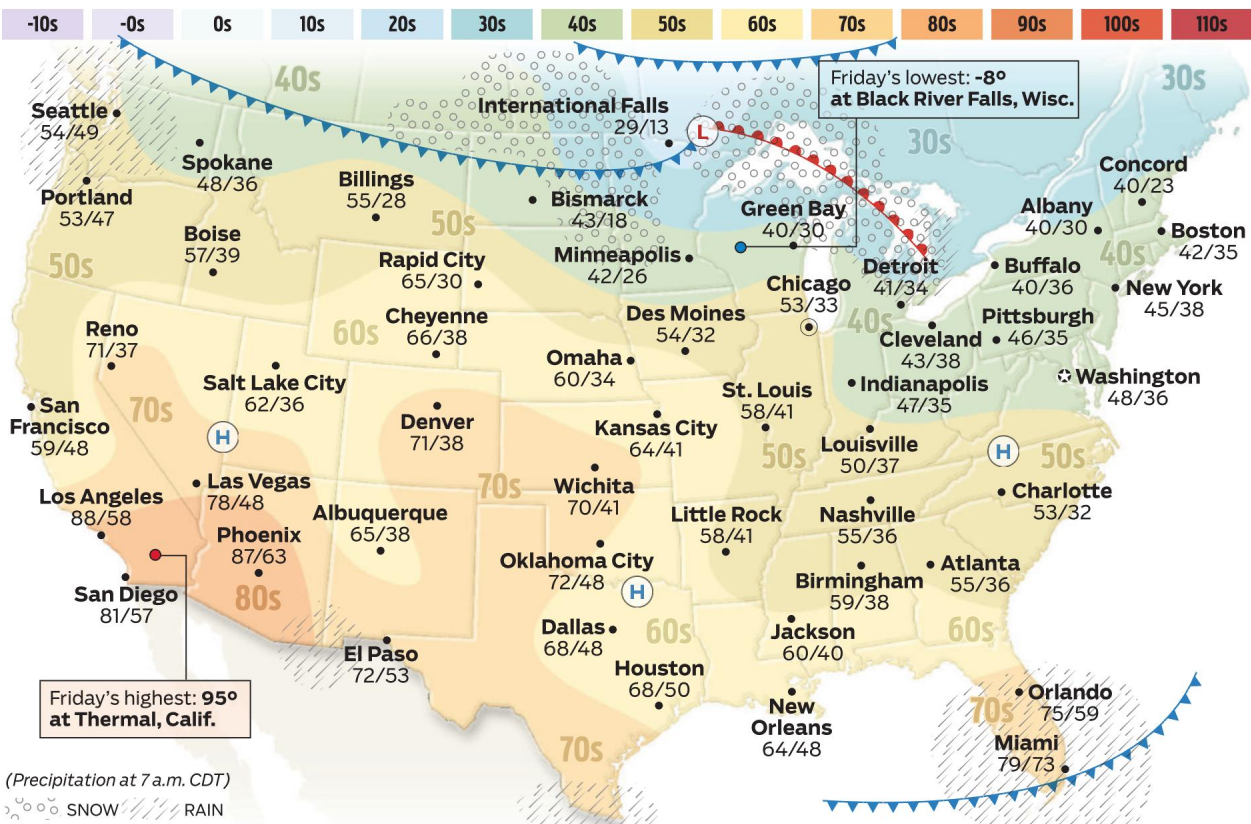 -10s -0s 0s 10s 20s 30s 40s 50s 60s 70s 80s 90s 100s 110s
40s
30s
Friday's lowest: -8°
at Black River Falls, Wisc.
International Falls
29/13
L
30s
Seattle
54/49
Spokane
48/36
Portland
53/47
Billings
55/28
Bismarck
43/18
Green Bay
40/30
Concord
40/23
Albany
40/30
Boston
42/35
40s
Boise
57/39
50s
50s
Rapid City
65/30
Minneapolis
42/26
Chicago
53/33
Detroit
41/34
Buffalo
40/36
New York
45/38
Reno
71/37
60s
Cheyenne
66/38
Des Moines
54/32
40s
Cleveland
43/38
Pittsburgh
46/35
Salt Lake City
62/36
Omaha
60/34
St. Louis
58/41
Indianapolis
47/35
Washington
48/36
San
Francisco
59/48
70s
H
Denver
71/38
Kansas City
64/41
50s
Louisville
50/37
H
50s
Los Angeles
88/58
Las Vegas
78/48
70s
Wichita
70/41
Charlotte
53/32
Phoenix
87/63
Albuquerque
65/38
Little Rock
58/41
Nashville
55/36
Oklahoma City
72/48
Birmingham
59/38
Atlanta
55/36
San Diego
81/57
80s
H
El Paso
72/53
Dallas
68/48
60s
Jackson
60/40
60s
Houston
68/50
Friday's highest: 95°
at Thermal, Calif.
New
Orleans
64/48
Orlando
75/59
70s
70s
Miami
79/73
(Precipitation at 7 a.m. CDT)
SNOW RAIN